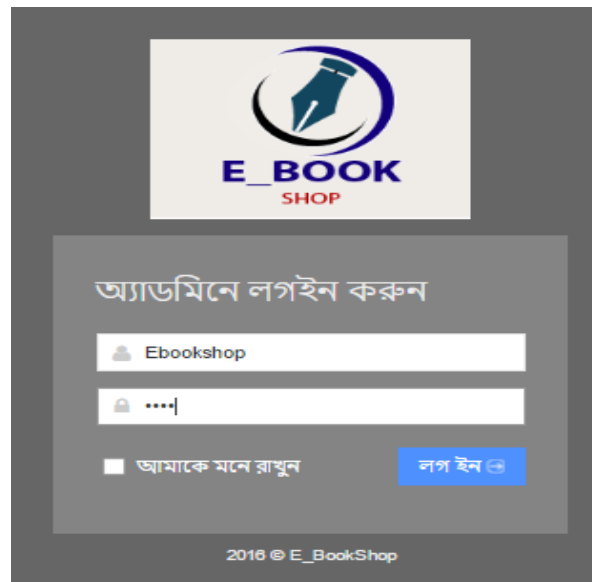 E_BOOK
SHOP
অ্যাডমিনে লগইন করুন
Ebookshop
••••
আমাকে মনে রাখুন
লগ ইন
2016 © E_BookShop